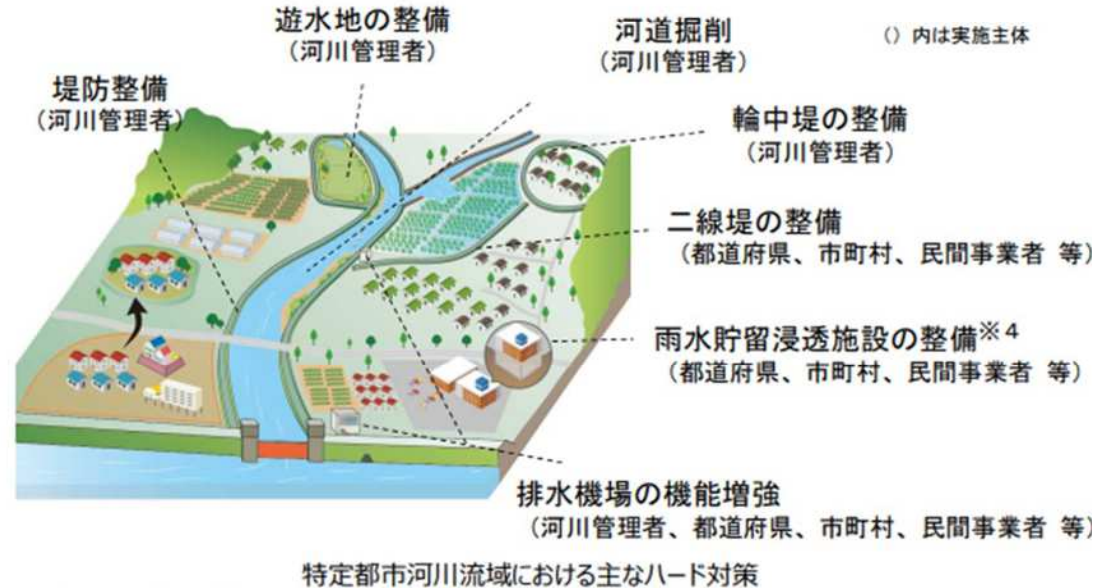 遊水地の整備
(河川管理者)
河道掘削
(河川管理者)
() 内は実施主体
堤防整備
(河川管理者)
輪中堤の整備
(河川管理者)
二線堤の整備
(都道府県、市町村、民間事業者 等)
雨水貯留浸透施設の整備※4
(都道府県、市町村、民間事業者 等)
排水機場の機能増強
(河川管理者、都道府県、市町村、民間事業者 等)
特定都市河川流域における主なハード対策